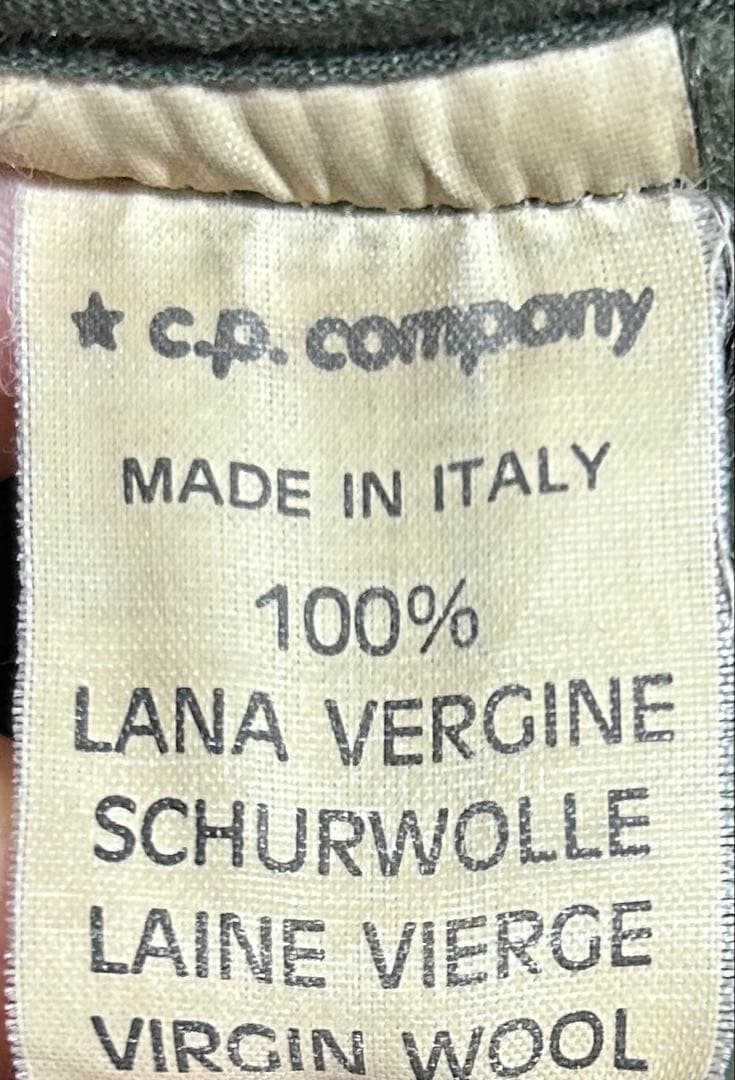 ★ c.p. company
MADE IN ITALY
100%
LANA VERGINE
SCHURWOLLE
LAINE VIERGE
VIRGIN WOOL